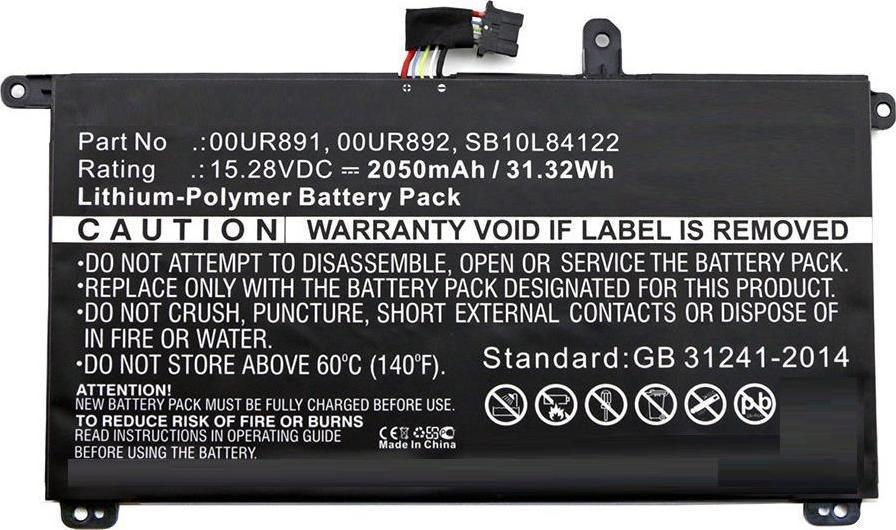 Part No .:00UR891, 00UR892, SB10L84122
Rating .:15.28VDC ⎓ 2050mAh / 31.32Wh
Lithium-Polymer Battery Pack
CAUTION WARRANTY VOID IF LABEL IS REMOVED
·DO NOT ATTEMPT TO DISASSEMBLE, OPEN OR SERVICE THE BATTERY PACK.
·REPLACE ONLY WITH THE BATTERY PACK DESIGNATED FOR THIS PRODUCT.
·DO NOT CRUSH, PUNCTURE, SHORT EXTERNAL CONTACTS OR DISPOSE OF
IN FIRE OR WATER.
·DO NOT STORE ABOVE 60ºC (140ºF).
Standard:GB 31241-2014
ATTENTION!
NEW BATTERY PACK MUST BE FULLY CHARGED BEFORE USE.
TO REDUCE RISK OF FIRE OR BURNS
READ INSTRUCTIONS IN OPERATING GUIDE
BEFORE USING THE BATTERY.
CE
Made In China
pb